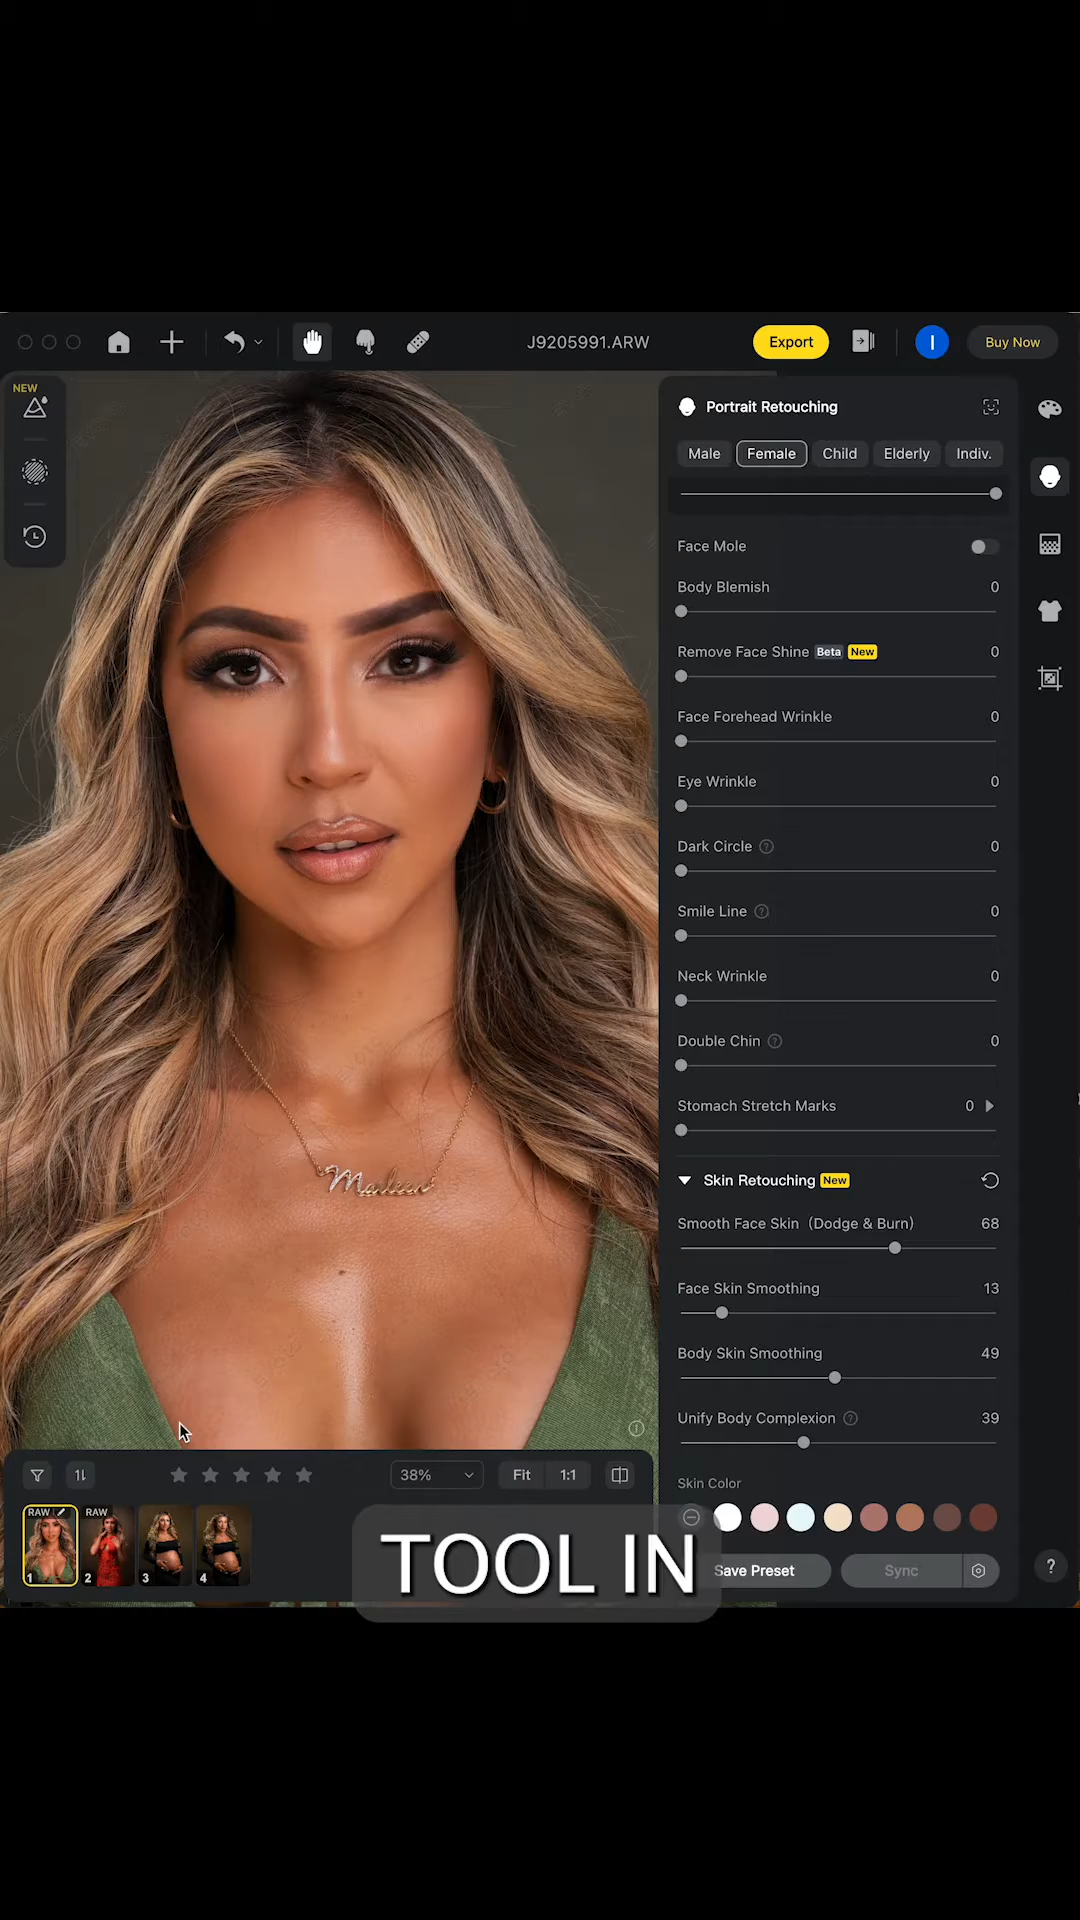 J9205991.ARW
Export
I
Buy Now
NEW
Portrait Retouching
Male
Female
Child
Elderly
Indiv.
Face Mole
Body Blemish
0
Remove Face Shine Beta New
0
Face Forehead Wrinkle
0
Eye Wrinkle
0
Dark Circle ?
0
Smile Line ?
0
Neck Wrinkle
0
Double Chin ?
0
Stomach Stretch Marks
0
Skin Retouching New
Smooth Face Skin (Dodge & Burn)
68
Face Skin Smoothing
13
Body Skin Smoothing
49
Unify Body Complexion ?
39
Skin Color
38%
Fit
1:1
RAW
1
RAW
2
3
4
TOOL IN
Save Preset
Sync
?